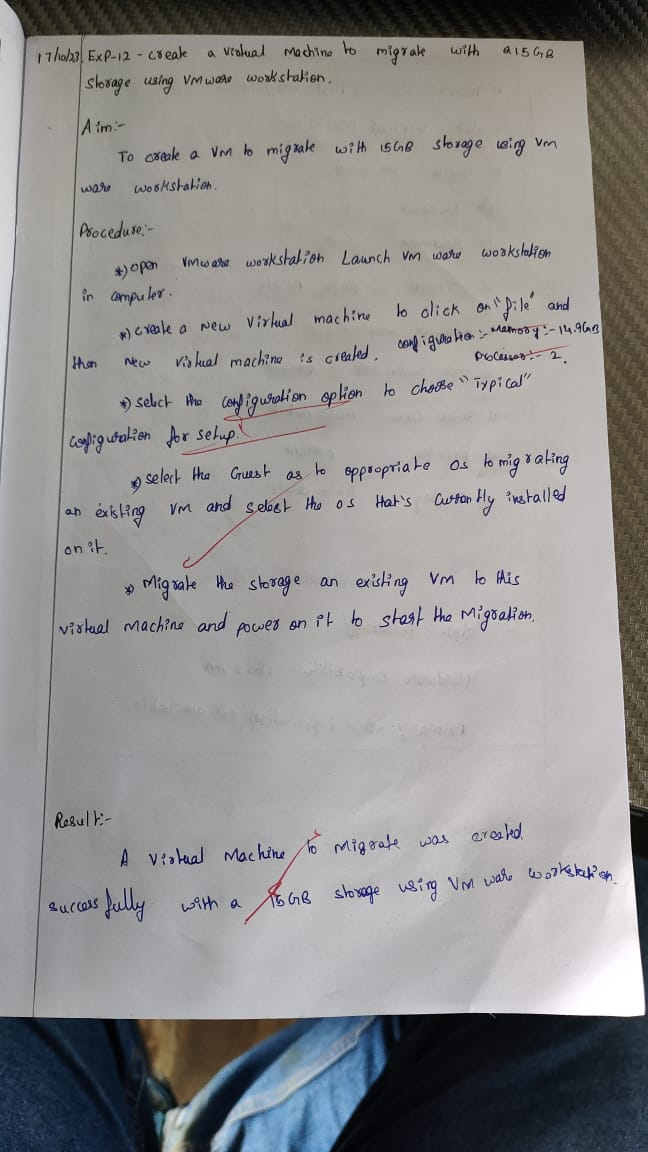 17/10/23 EXP-12 - create a virtual Machine to migrate with a 15GB
storage using VMware workstation.
Aim:-
To create a VM to migrate with 15GB storage using VM
ware workstation.
Procedure:-
*) open vmware workstation Launch VM ware workstation
in computer.
*) create a new virtual machine to click on "file" and
then new virtual machine is created. configuration:- Memory:- 14.9GB
Processor:- 2.
*) select the configuration option to choose "Typical"
configuration for setup.
*) select the Guest as to appropriate os to migrating
an existing VM and select the os that's currently installed
on it.
*) Migrate the storage an existing VM to this
virtual machine and power on it to start the Migration.
Result:-
A virtual Machine to Migrate was created
successfully with a 15GB storage using VM ware workstation.